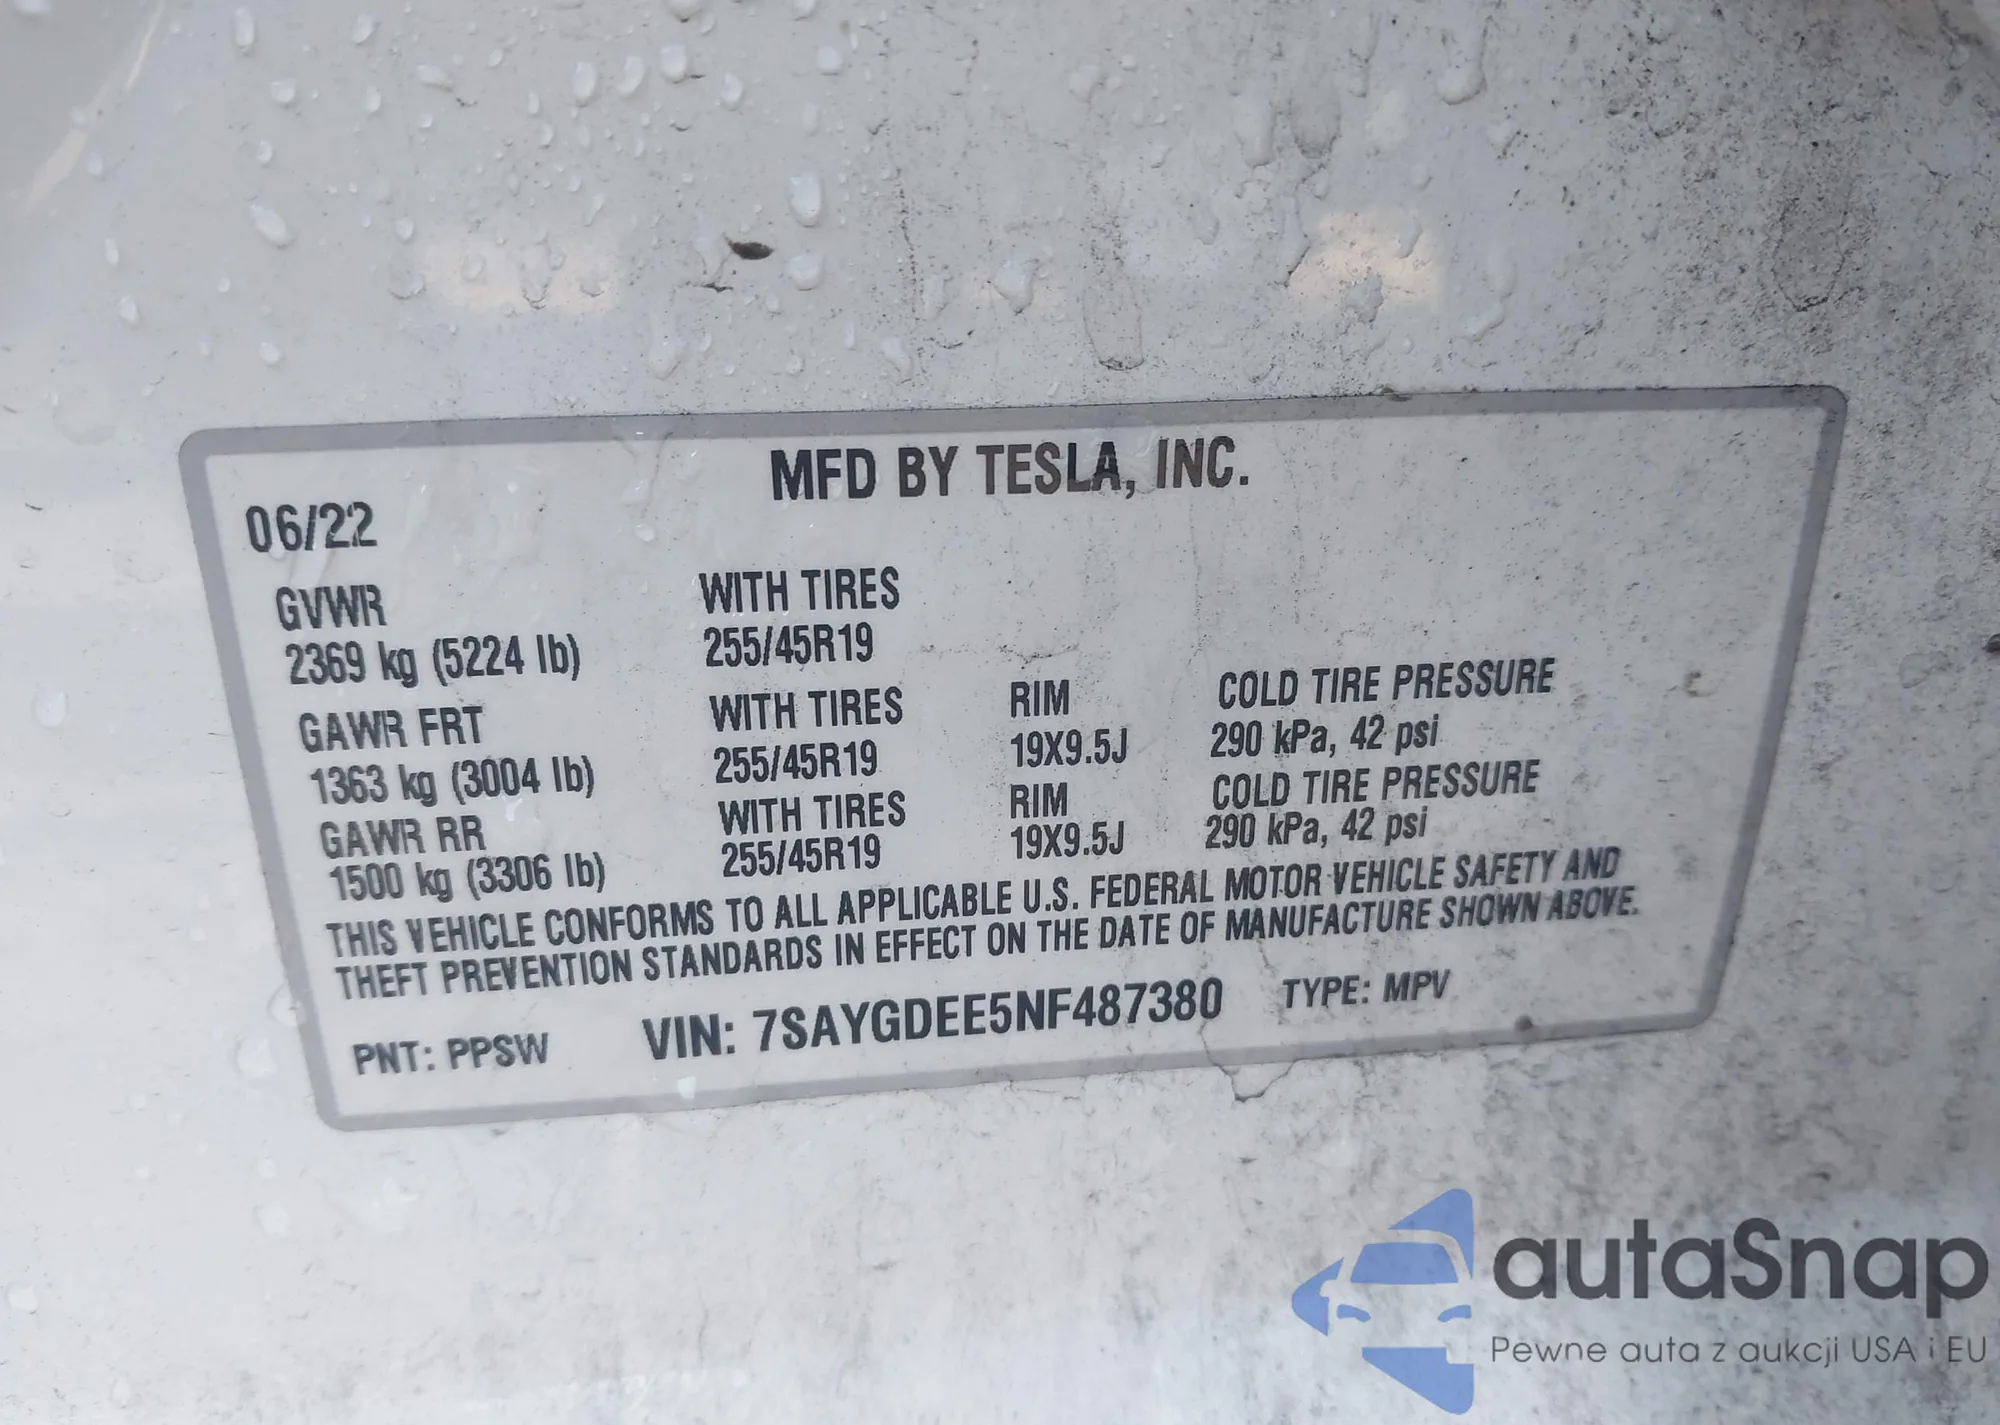 MFD BY TESLA, INC.
06/22
GVWR WITH TIRES
2369 kg (5224 lb) 255/45R19
GAWR FRT WITH TIRES RIM COLD TIRE PRESSURE
1363 kg (3004 lb) 255/45R19 19X9.5J 290 kPa, 42 psi
GAWR RR WITH TIRES RIM COLD TIRE PRESSURE
1500 kg (3306 lb) 255/45R19 19X9.5J 290 kPa, 42 psi
THIS VEHICLE CONFORMS TO ALL APPLICABLE U.S. FEDERAL MOTOR VEHICLE SAFETY AND
THEFT PREVENTION STANDARDS IN EFFECT ON THE DATE OF MANUFACTURE SHOWN ABOVE.
PNT: PPSW VIN: 7SAYGDEE5NF487380 TYPE: MPV
autaSnap
Pewne auta z aukcji USA i EU